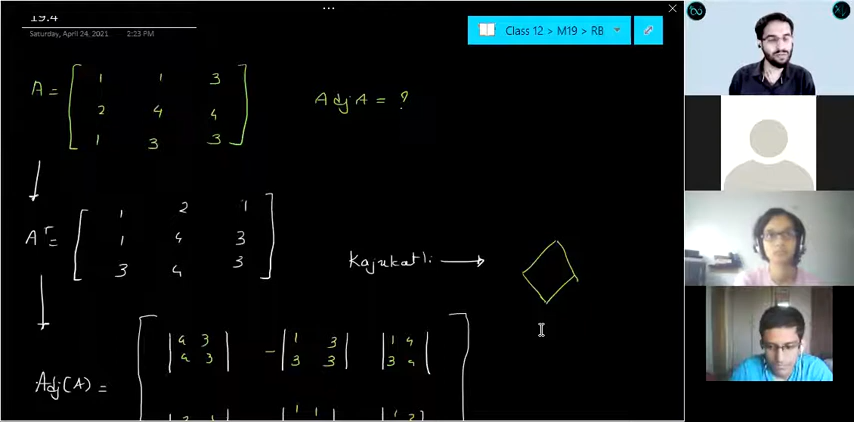 19.4
Saturday, April 24, 2021 2:23 PM
Class 12 > M19 > RB
A = [ 1 1 3
2 4 4
1 3 3 ]
Adj A = ?
Aᵀ = [ 1 2 1
1 4 3
3 4 3 ]
Kajukatli →
Adj(A) = [ |4 3
4 3| -|1 3
3 3| |1 4
3 4|